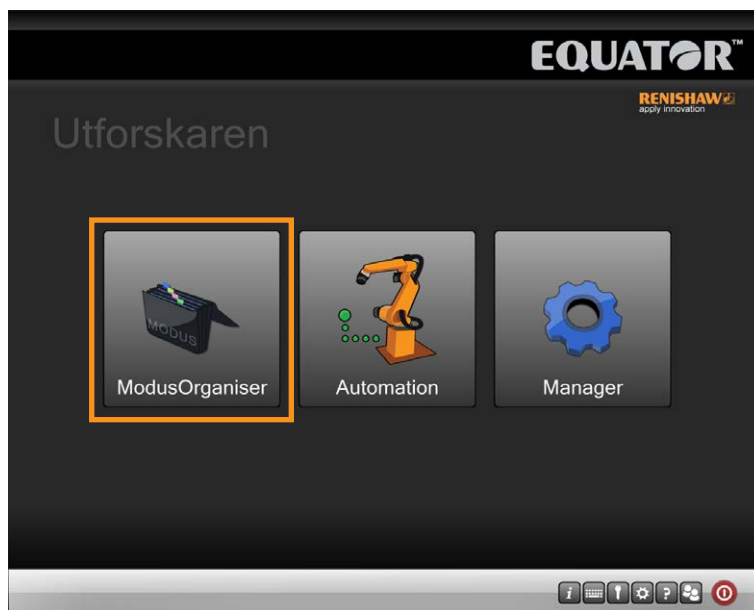 EQUATOR™
RENISHAW
apply innovation
Utforskaren
MODUS
ModusOrganiser
Automation
Manager
i
?